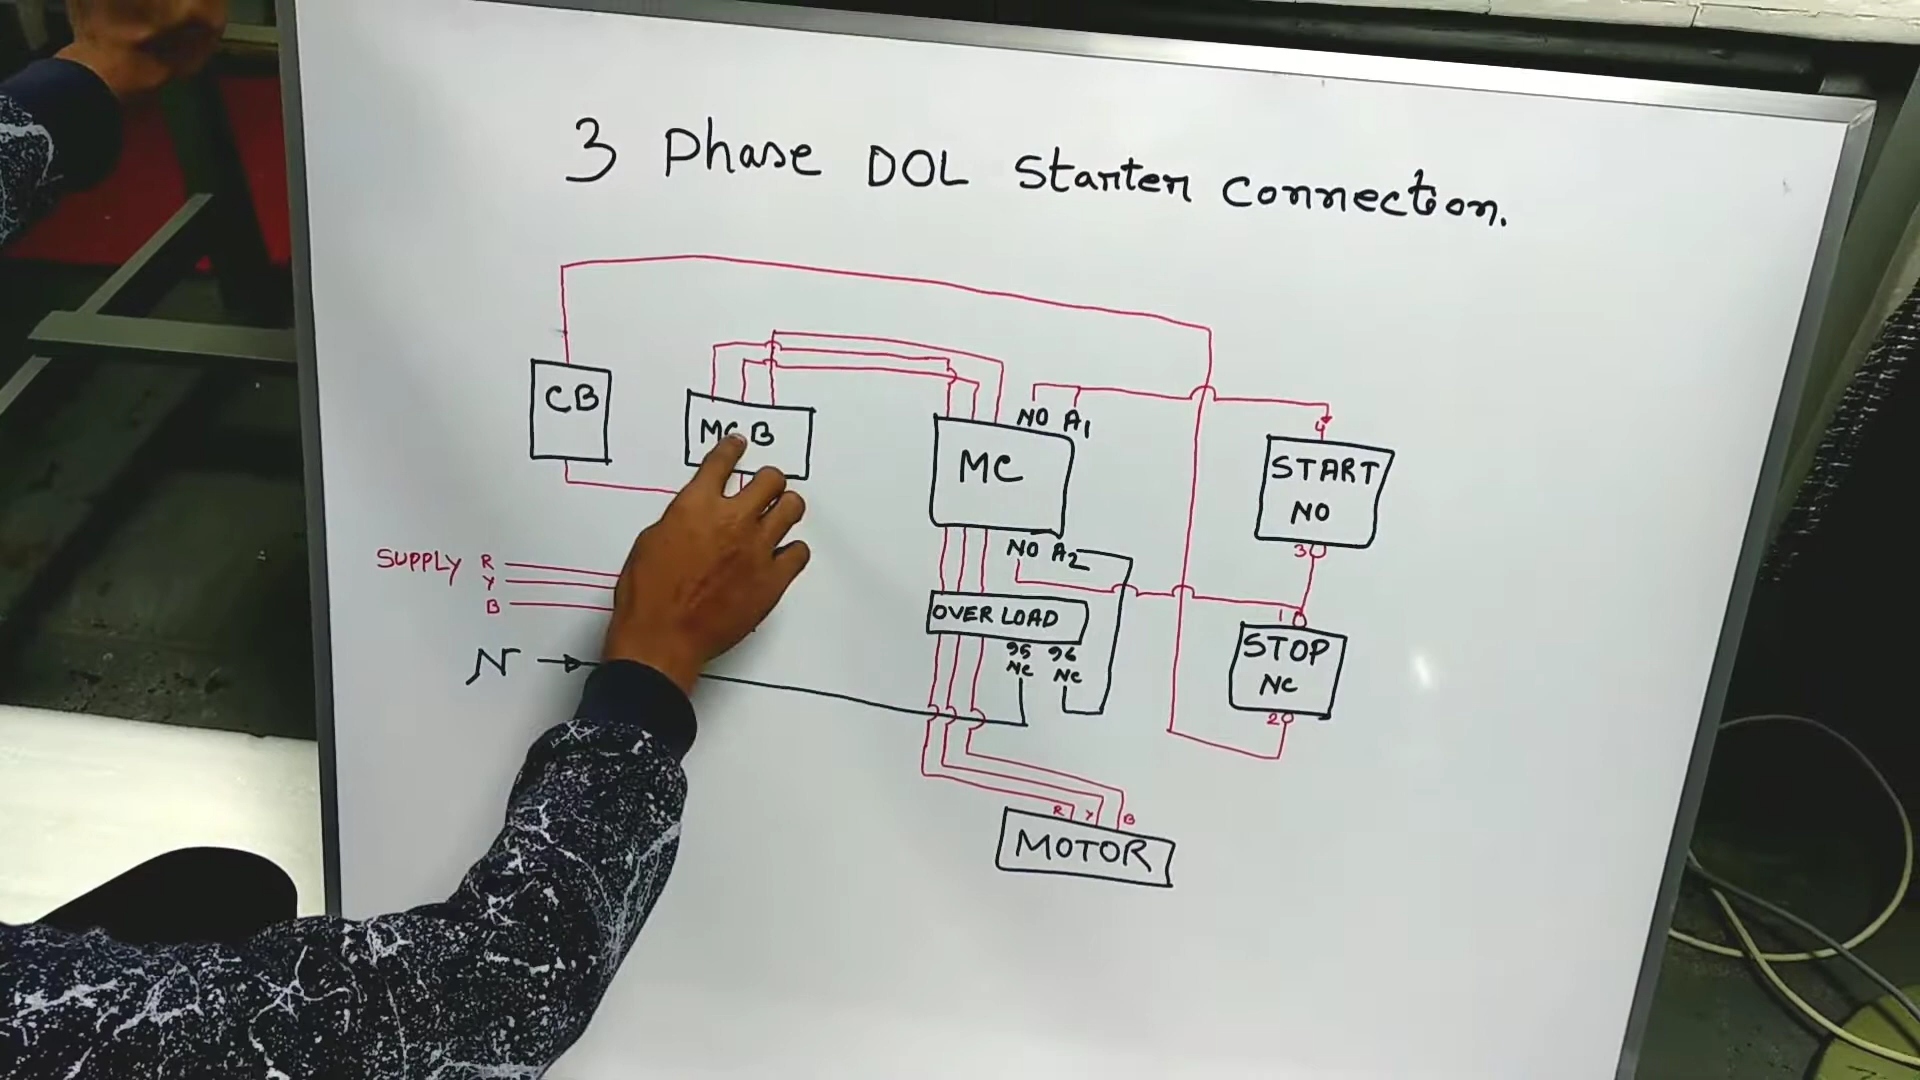 3 Phase DOL Starter Connection.
CB
MCB
NO A1
MC
4
START
NO
3
NO A2
SUPPLY R
Y
B
OVER LOAD
1
STOP
NC
2
95 96
NC NC
N
R Y B
MOTOR